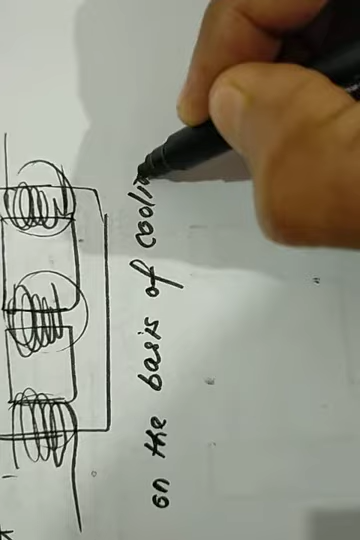 on the basis of cooli